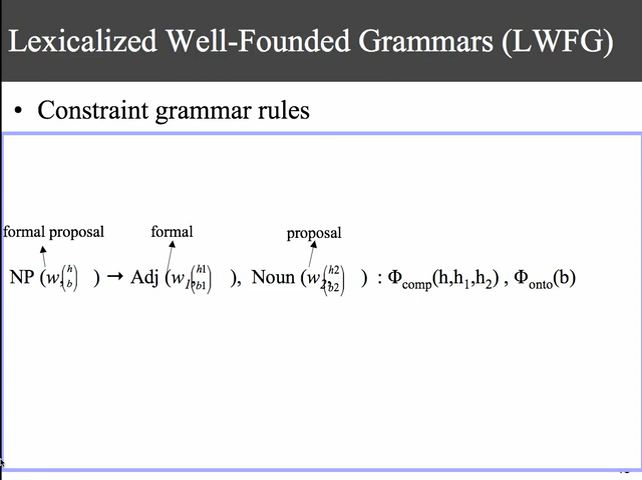 Lexicalized Well-Founded Grammars (LWFG)
• Constraint grammar rules
formal proposal formal proposal
NP (w, (h b) ) → Adj (w1, (h1 b1) ), Noun (w2, (h2 b2) ) : Φcomp(h,h1,h2) , Φonto(b)